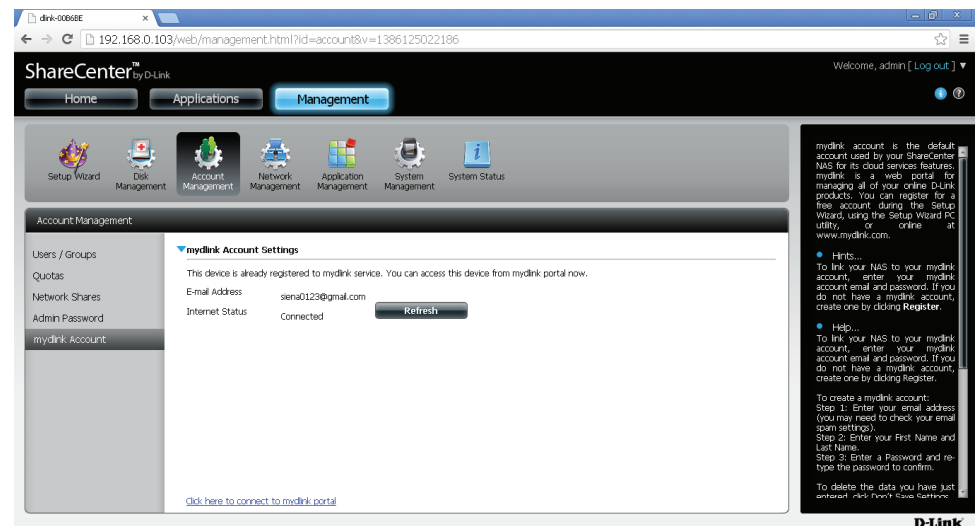 dlink-00868E
192.168.0.103/web/management.html?id=account&v=1386125022186
ShareCenter™ by D-Link
Welcome, admin [ Log out ]
Home
Applications
Management
Setup Wizard
Disk Management
Account Management
Network Management
Application Management
System Management
System Status
Account Management
Users / Groups
Quotas
Network Shares
Admin Password
mydlink Account
mydlink Account Settings
This device is already registered to mydlink service. You can access this device from mydlink portal now.
E-mail Address
siena0123@gmail.com
Internet Status
Connected
Refresh
Click here to connect to mydlink portal
mydlink account is the default
account used by your ShareCenter
NAS for its cloud services features.
mydlink is a web portal for
managing all of your online D-Link
products. You can register for a
free account during the Setup
Wizard, using the Setup Wizard PC
utility, or online at
www.mydlink.com.
Hints...
To link your NAS to your mydlink
account, enter your mydlink
account email and password. If you
do not have a mydlink account,
create one by clicking Register.
Help...
To link your NAS to your mydlink
account, enter your mydlink
account email and password. If you
do not have a mydlink account,
create one by clicking Register.
To create a mydlink account:
Step 1: Enter your email address
(you may need to check your email
spam settings).
Step 2: Enter your First Name and
Last Name.
Step 3: Enter a Password and re-
type the password to confirm.
To delete the data you have just
entered, click Don't Save Settings
D-Link